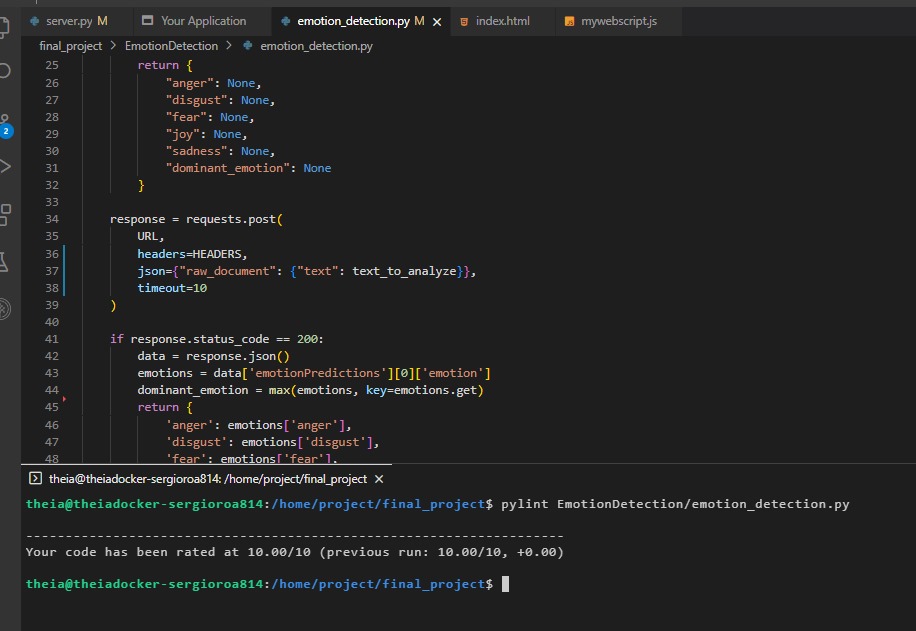 server.py M Your Application emotion_detection.py M index.html mywebscript.js
final_project > EmotionDetection > emotion_detection.py
25 return {
26 "anger": None,
27 "disgust": None,
28 "fear": None,
29 "joy": None,
30 "sadness": None,
31 "dominant_emotion": None
32 }
33
34 response = requests.post(
35 URL,
36 headers=HEADERS,
37 json={"raw_document": {"text": text_to_analyze}},
38 timeout=10
39 )
40
41 if response.status_code == 200:
42 data = response.json()
43 emotions = data['emotionPredictions'][0]['emotion']
44 dominant_emotion = max(emotions, key=emotions.get)
45 return {
46 'anger': emotions['anger'],
47 'disgust': emotions['disgust'],
48 'fear': emotions['fear'],
2
theia@theiadocker-sergioroa814: /home/project/final_project
theia@theiadocker-sergioroa814:/home/project/final_project$ pylint EmotionDetection/emotion_detection.py
--------------------------------------------------------------------
Your code has been rated at 10.00/10 (previous run: 10.00/10, +0.00)
theia@theiadocker-sergioroa814:/home/project/final_project$